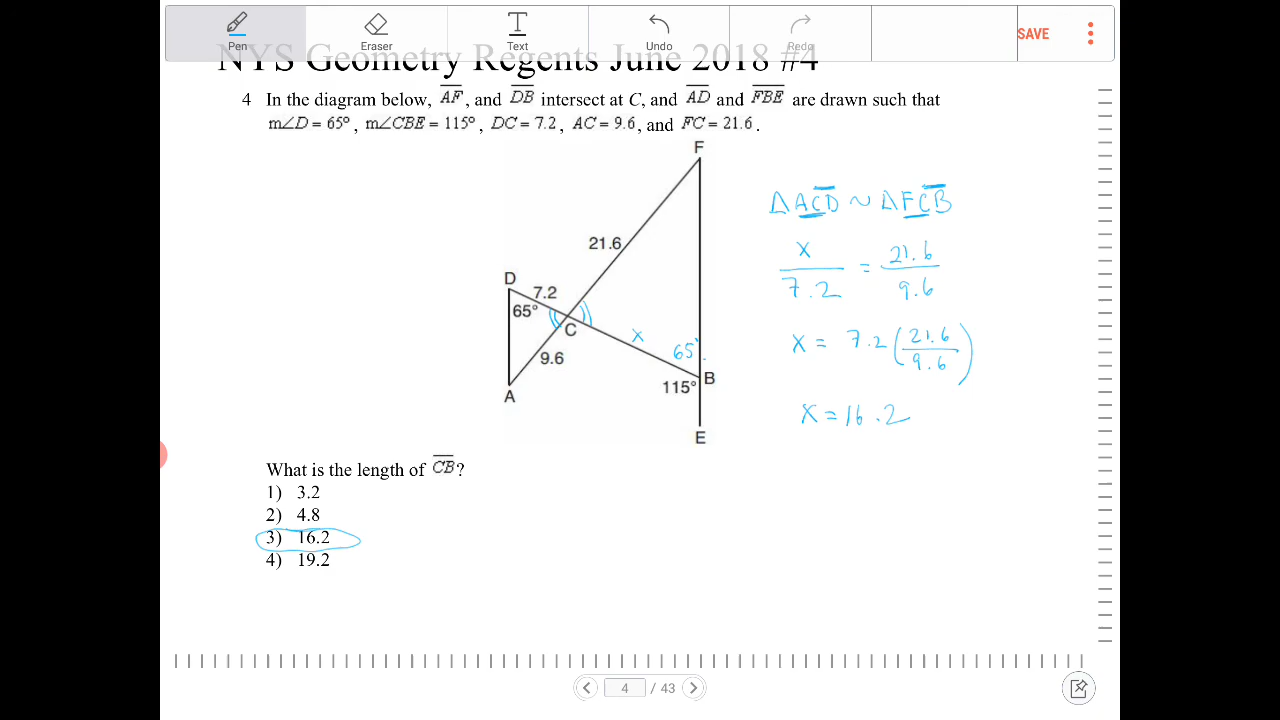 Pen
Eraser
Text
Undo
Redo
SAVE
NYS Geometry Regents June 2018 #4
4 In the diagram below, AF, and DB intersect at C, and AD and FBE are drawn such that
m∠D = 65°, m∠CBE = 115°, DC = 7.2, AC = 9.6, and FC = 21.6.
F
ΔACD ~ ΔFCB
21.6
x/7.2 = 21.6/9.6
D
7.2
65°
C
x
x = 7.2(21.6/9.6)
65°
9.6
B
115°
A
x = 16.2
E
What is the length of CB?
1) 3.2
2) 4.8
3) 16.2
4) 19.2
4 / 43